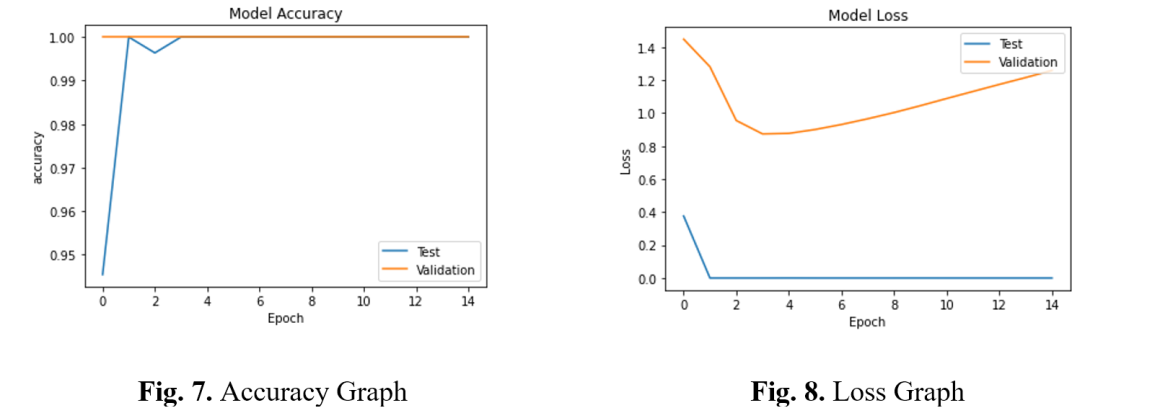 Model Accuracy
1.00
0.99
0.98
0.97
0.96
0.95
accuracy
Test
Validation
0 2 4 6 8 10 12 14
Epoch
Fig. 7. Accuracy Graph
Model Loss
1.4
1.2
1.0
0.8
0.6
0.4
0.2
0.0
Loss
Test
Validation
0 2 4 6 8 10 12 14
Epoch
Fig. 8. Loss Graph